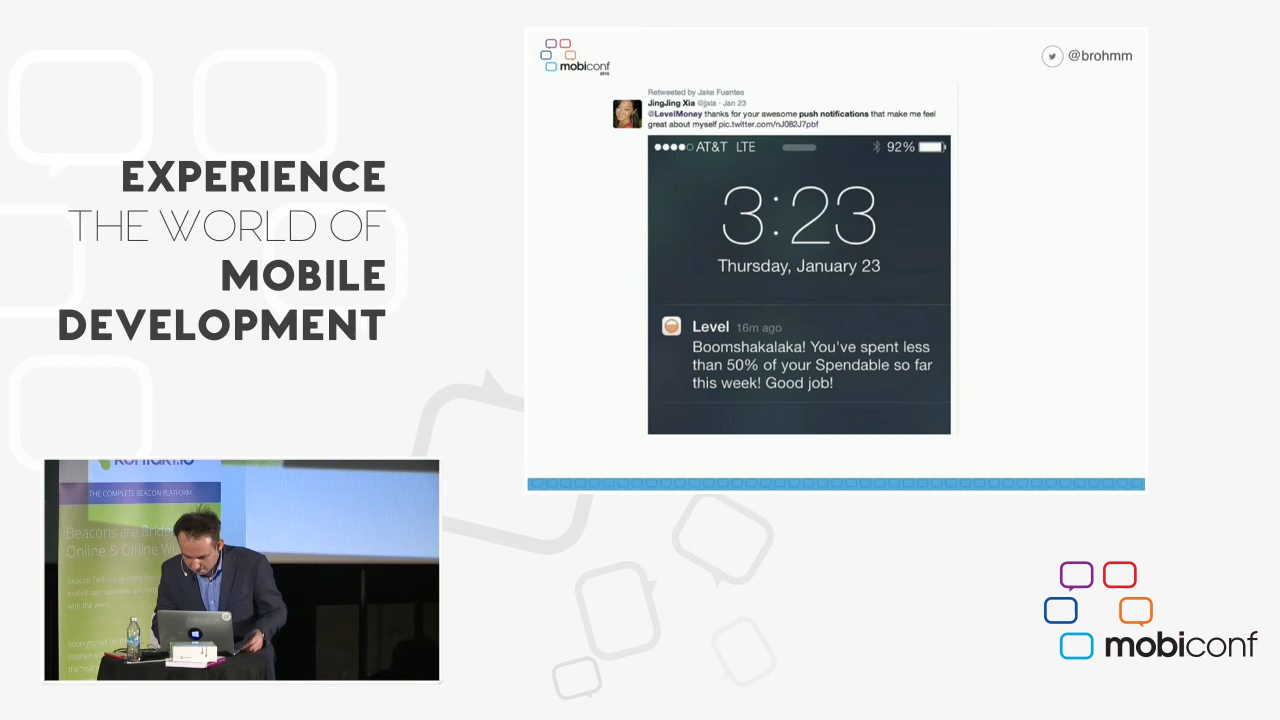 EXPERIENCE
THE WORLD OF
MOBILE
DEVELOPMENT
mobiconf
@brohmm
Retweeted by Jake Fuentes
JingJing Xia @jjxia · Jan 23
@LevelMoney thanks for your awesome push notifications that make me feel
great about myself pic.twitter.com/nJ082J7pbf
AT&T LTE 92%
3:23
Thursday, January 23
Level 16m ago
Boomshakalaka! You've spent less
than 50% of your Spendable so far
this week! Good job!
kontakt.io
THE COMPLETE BEACON PLATFORM
Beacons are Bridg
Online & Offline W
mobiconf